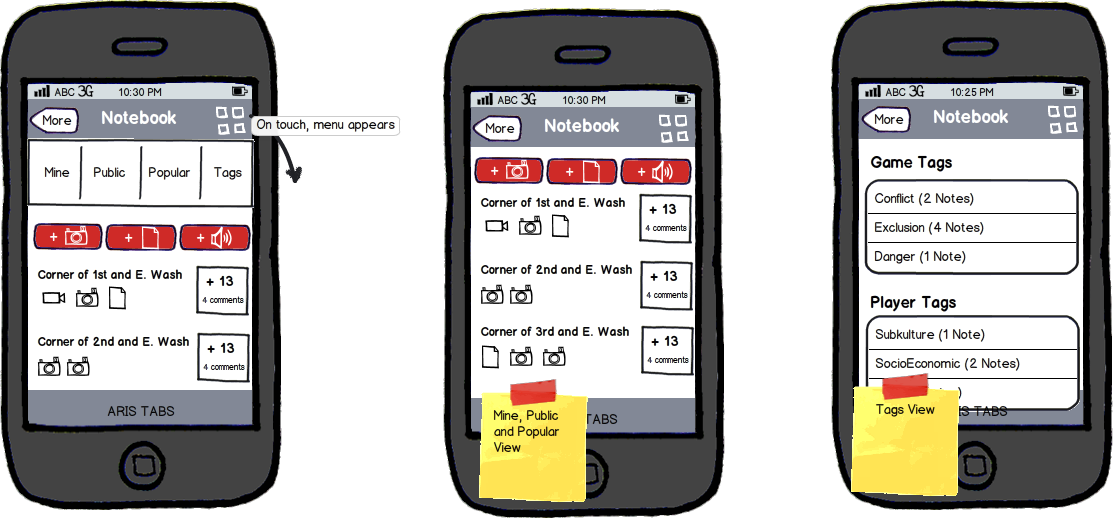 ABC 3G 10:30 PM
More Notebook
On touch, menu appears
Mine Public Popular Tags
+ + +
Corner of 1st and E. Wash
+ 13
4 comments
Corner of 2nd and E. Wash
+ 13
4 comments
ARIS TABS
ABC 3G 10:30 PM
More Notebook
+ + +
Corner of 1st and E. Wash
+ 13
4 comments
Corner of 2nd and E. Wash
+ 13
4 comments
Corner of 3rd and E. Wash
+ 13
4 comments
TABS
Mine, Public
and Popular
View
ABC 3G 10:25 PM
More Notebook
Game Tags
Conflict (2 Notes)
Exclusion (4 Notes)
Danger (1 Note)
Player Tags
Subkulture (1 Note)
SocioEconomic (2 Notes)
TABS
Tags View